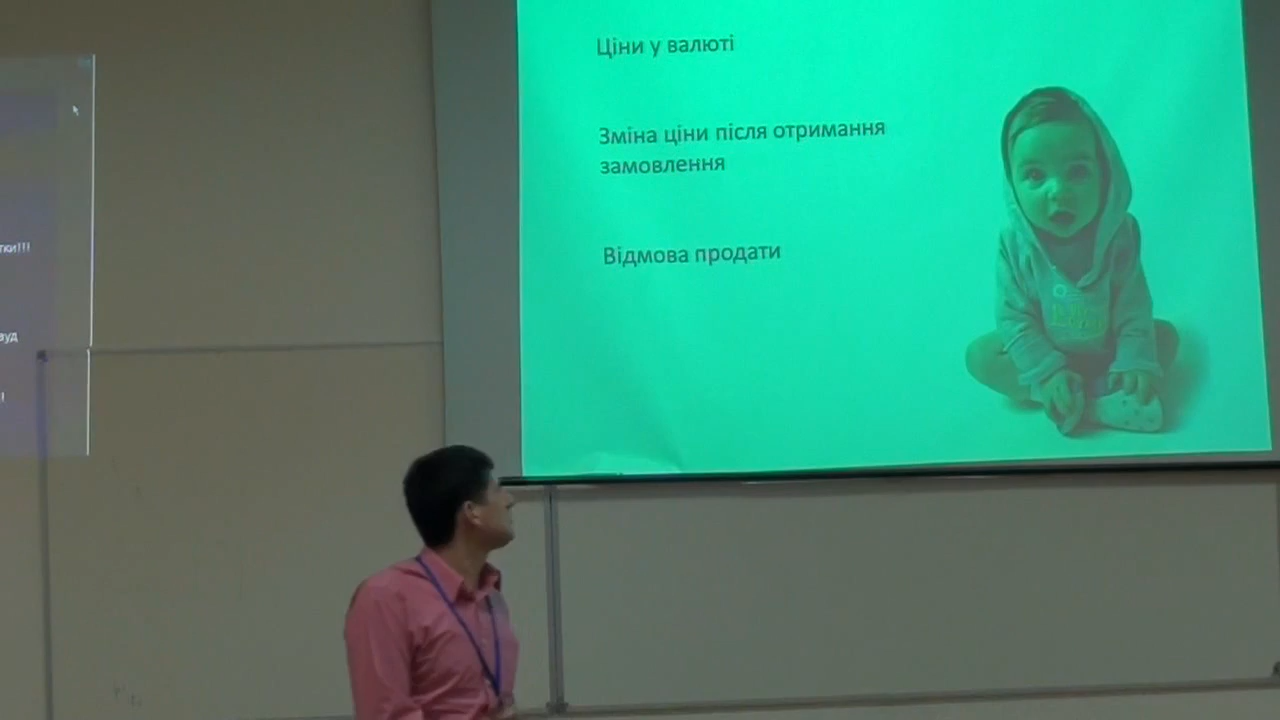 Ціни у валюті
Зміна ціни після отримання
замовлення
Відмова продати